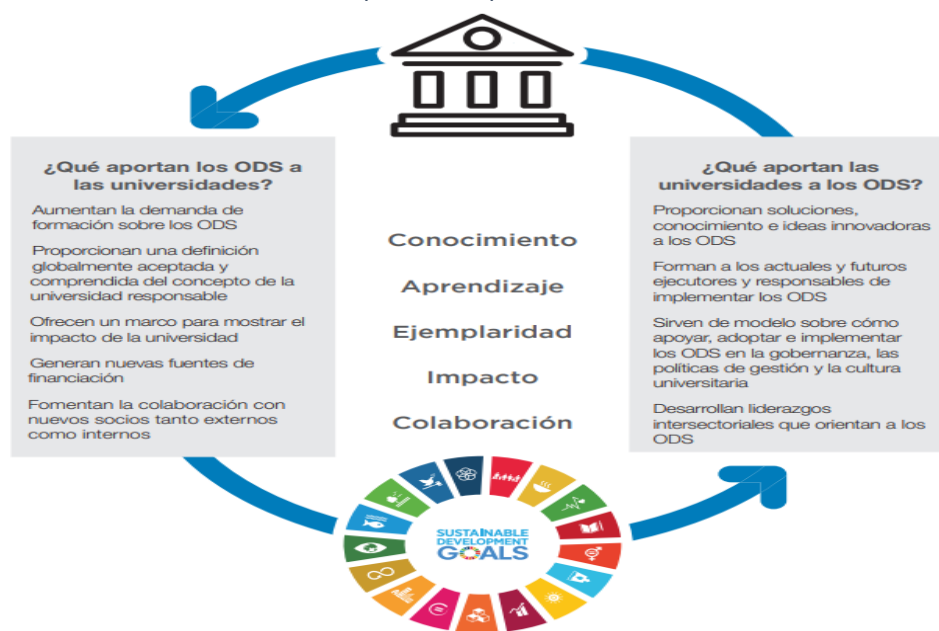 ¿Qué aportan los ODS a
las universidades?
Aumentan la demanda de
formación sobre los ODS
Proporcionan una definición
globalmente aceptada y
comprendida del concepto de la
universidad responsable
Ofrecen un marco para mostrar el
impacto de la universidad
Generan nuevas fuentes de
financiación
Fomentan la colaboración con
nuevos socios tanto externos
como internos
Conocimiento
Aprendizaje
Ejemplaridad
Impacto
Colaboración
¿Qué aportan las
universidades a los ODS?
Proporcionan soluciones,
conocimiento e ideas innovadoras
a los ODS
Forman a los actuales y futuros
ejecutores y responsables de
implementar los ODS
Sirven de modelo sobre cómo
apoyar, adoptar e implementar
los ODS en la gobernanza, las
políticas de gestión y la cultura
universitaria
Desarrollan liderazgos
intersectoriales que orientan a los
ODS
SUSTAINABLE
DEVELOPMENT
GOALS